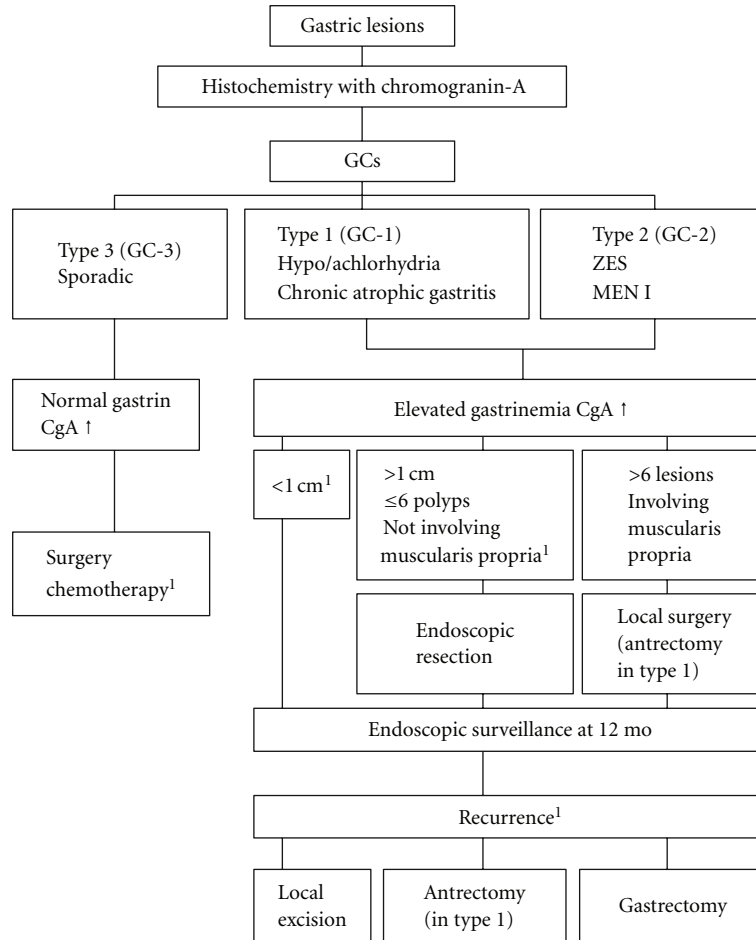 Gastric lesions
Histochemistry with chromogranin-A
GCs
Type 3 (GC-3)
Sporadic
Type 1 (GC-1)
Hypo/achlorhydria
Chronic atrophic gastritis
Type 2 (GC-2)
ZES
MEN I
Normal gastrin
CgA ↑
Elevated gastrinemia CgA ↑
<1 cm¹
>1 cm
≤6 polyps
Not involving
muscularis propria¹
>6 lesions
Involving
muscularis
propria
Surgery
chemotherapy¹
Endoscopic
resection
Local surgery
(antrectomy
in type 1)
Endoscopic surveillance at 12 mo
Recurrence¹
Local
excision
Antrectomy
(in type 1)
Gastrectomy